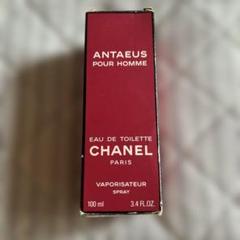 ANTAEUS
POUR HOMME
EAU DE TOILETTE
CHANEL
PARIS
VAPORISATEUR
SPRAY
100 ml 3.4 FL.OZ.